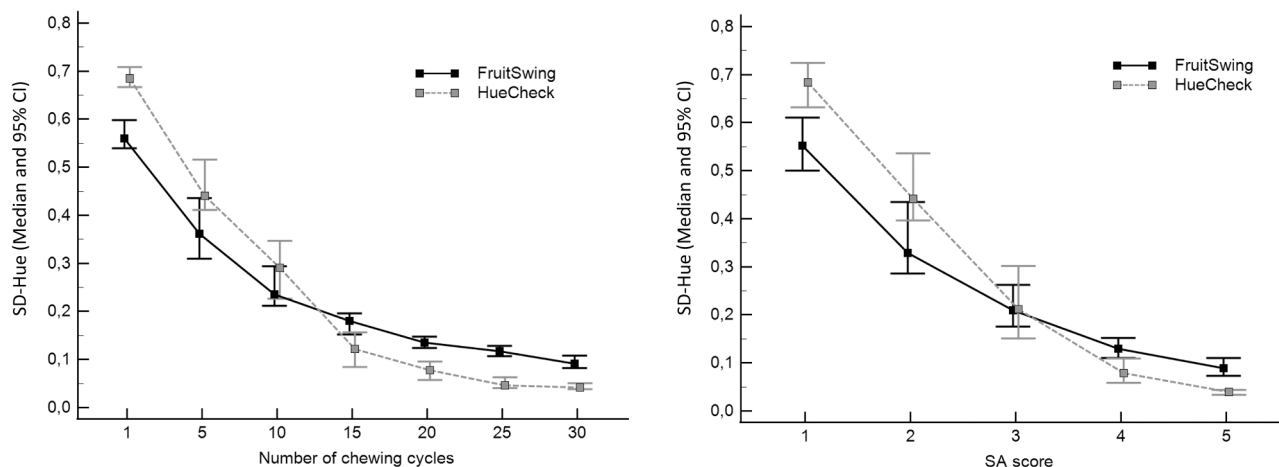 SD-Hue (Median and 95% CI)
0,8
0,7
0,6
0,5
0,4
0,3
0,2
0,1
0,0
FruitSwing
HueCheck
1 5 10 15 20 25 30
Number of chewing cycles
SD-Hue (Median and 95% CI)
0,8
0,7
0,6
0,5
0,4
0,3
0,2
0,1
0,0
FruitSwing
HueCheck
1 2 3 4 5
SA score